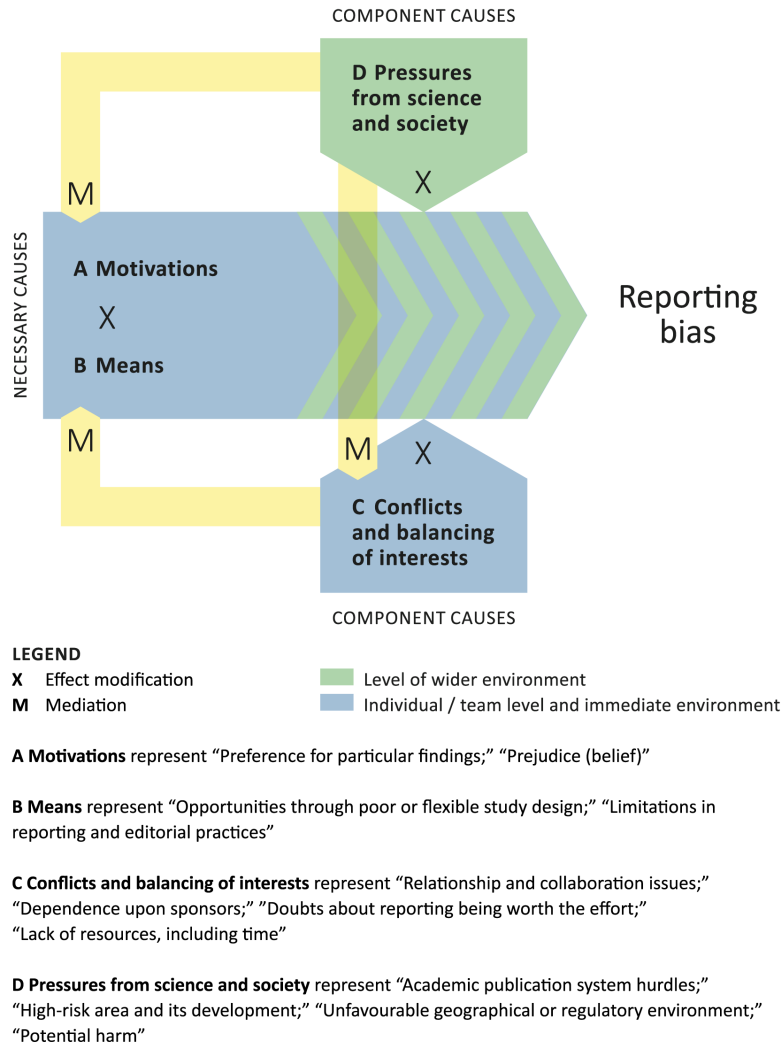 COMPONENT CAUSES
D Pressures
from science
and society
X
M
NECESSARY CAUSES
A Motivations
X
B Means
Reporting
bias
M
M
X
C Conflicts
and balancing
of interests
COMPONENT CAUSES
LEGEND
X Effect modification
M Mediation
Level of wider environment
Individual / team level and immediate environment
A Motivations represent “Preference for particular findings;” “Prejudice (belief)”
B Means represent “Opportunities through poor or flexible study design;” “Limitations in
reporting and editorial practices”
C Conflicts and balancing of interests represent “Relationship and collaboration issues;”
“Dependence upon sponsors;” ”Doubts about reporting being worth the effort;”
“Lack of resources, including time”
D Pressures from science and society represent “Academic publication system hurdles;”
“High-risk area and its development;” “Unfavourable geographical or regulatory environment;”
“Potential harm”